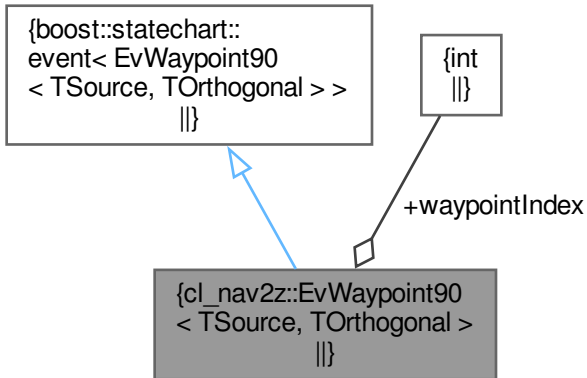 {boost::statechart::
event< EvWaypoint90
< TSource, TOrthogonal > >
||}
{int
||}
+waypointIndex
{cl_nav2z::EvWaypoint90
< TSource, TOrthogonal >
||}